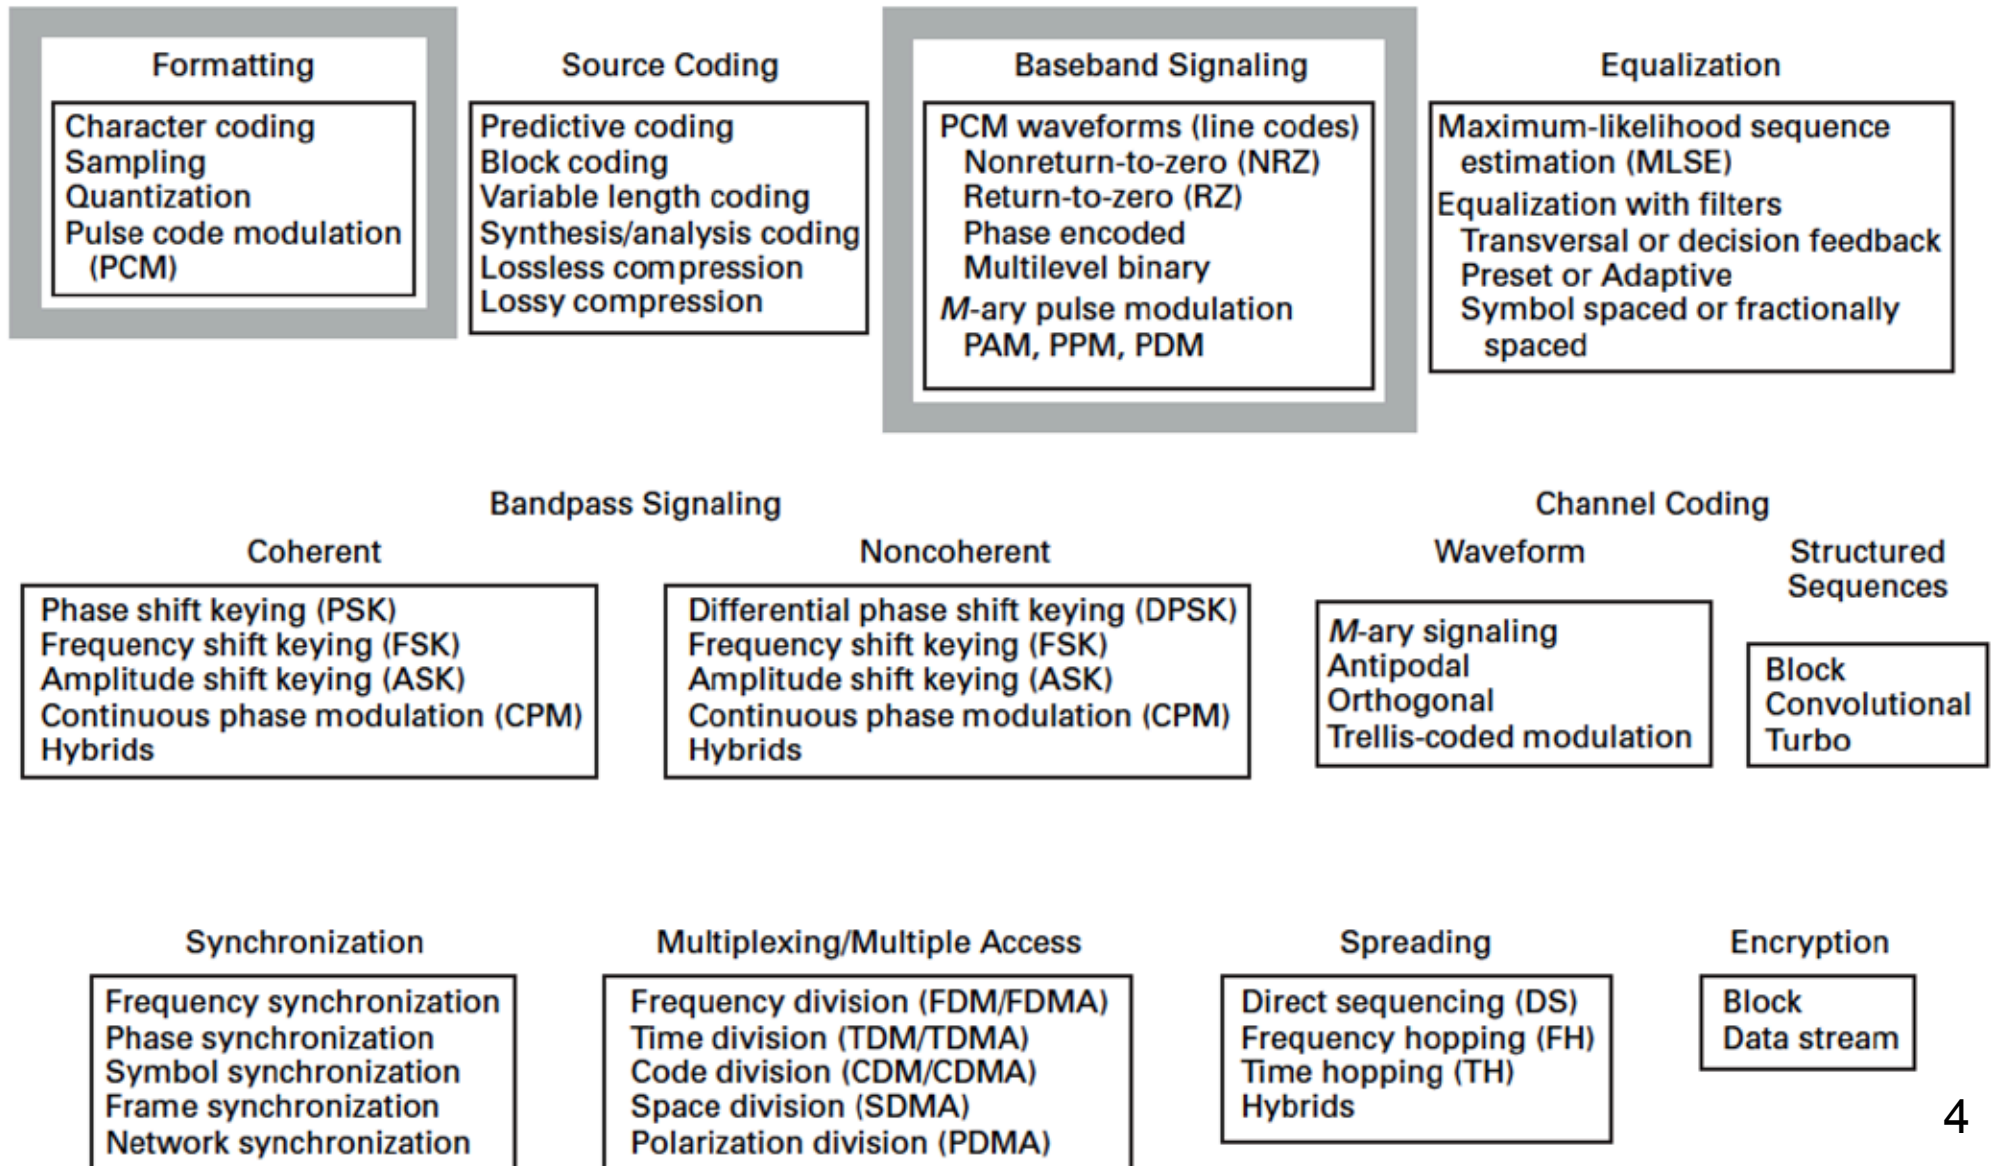 Formatting
Character coding
Sampling
Quantization
Pulse code modulation
(PCM)
Source Coding
Predictive coding
Block coding
Variable length coding
Synthesis/analysis coding
Lossless compression
Lossy compression
Baseband Signaling
PCM waveforms (line codes)
Nonreturn-to-zero (NRZ)
Return-to-zero (RZ)
Phase encoded
Multilevel binary
M-ary pulse modulation
PAM, PPM, PDM
Equalization
Maximum-likelihood sequence
estimation (MLSE)
Equalization with filters
Transversal or decision feedback
Preset or Adaptive
Symbol spaced or fractionally
spaced
Bandpass Signaling
Coherent
Phase shift keying (PSK)
Frequency shift keying (FSK)
Amplitude shift keying (ASK)
Continuous phase modulation (CPM)
Hybrids
Noncoherent
Differential phase shift keying (DPSK)
Frequency shift keying (FSK)
Amplitude shift keying (ASK)
Continuous phase modulation (CPM)
Hybrids
Channel Coding
Waveform
M-ary signaling
Antipodal
Orthogonal
Trellis-coded modulation
Structured
Sequences
Block
Convolutional
Turbo
Synchronization
Frequency synchronization
Phase synchronization
Symbol synchronization
Frame synchronization
Network synchronization
Multiplexing/Multiple Access
Frequency division (FDM/FDMA)
Time division (TDM/TDMA)
Code division (CDM/CDMA)
Space division (SDMA)
Polarization division (PDMA)
Spreading
Direct sequencing (DS)
Frequency hopping (FH)
Time hopping (TH)
Hybrids
Encryption
Block
Data stream
4